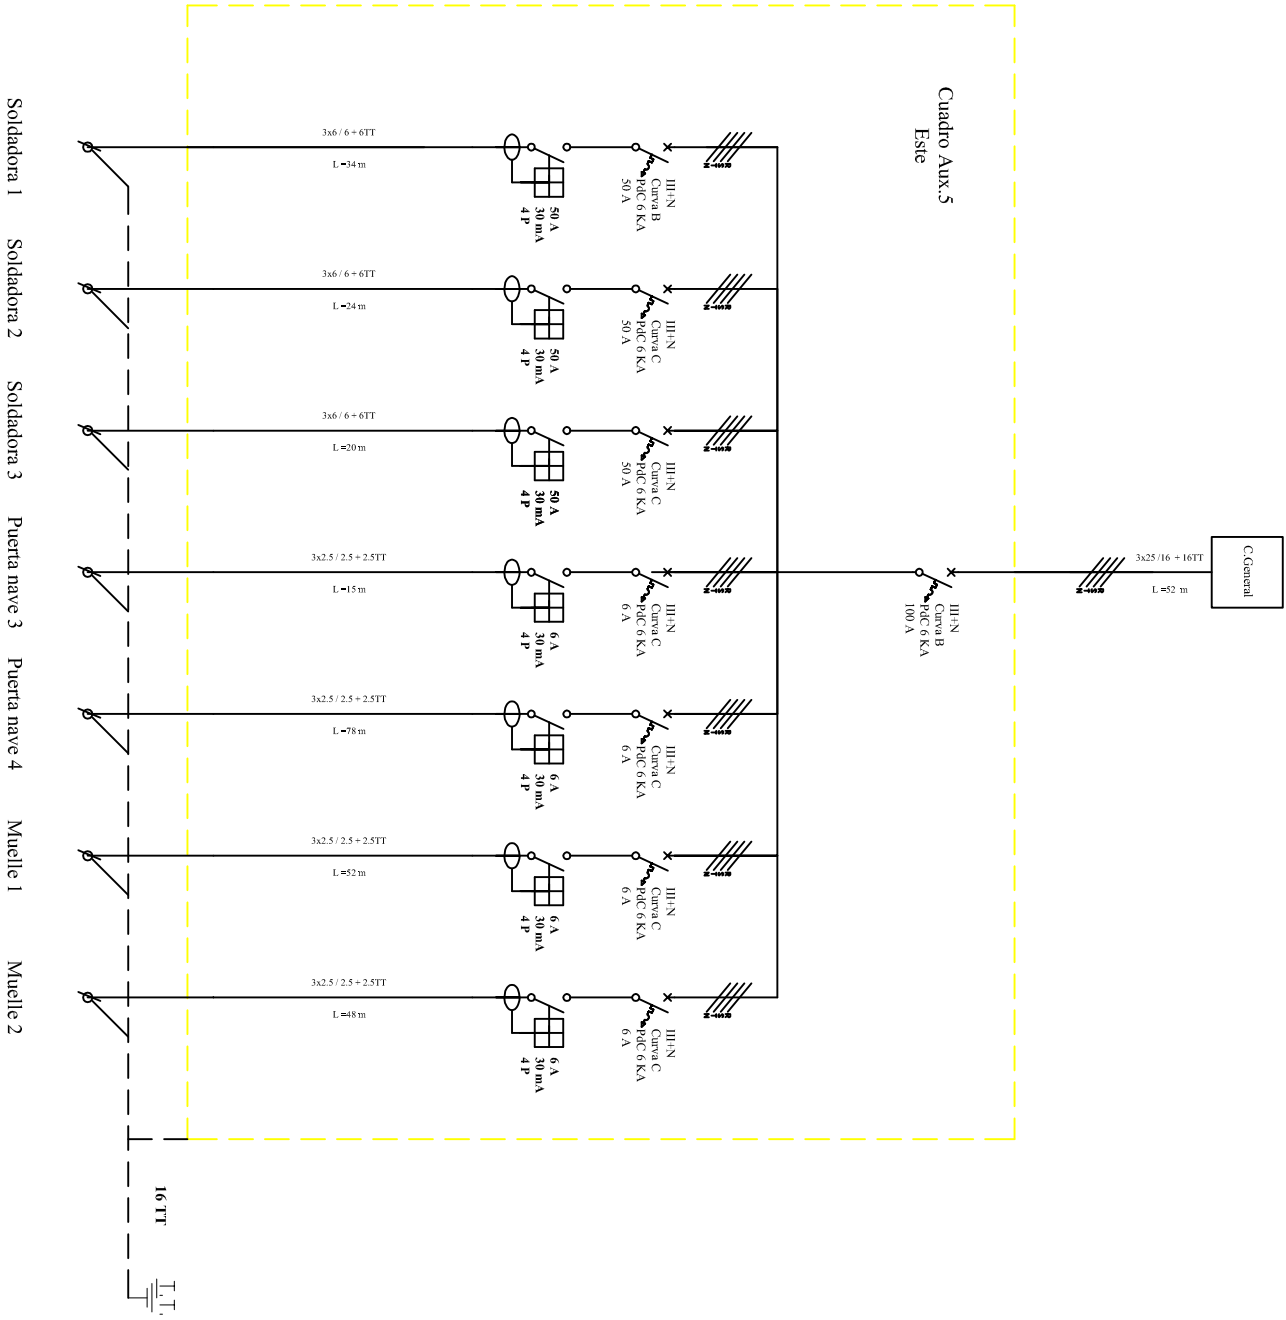 C.General
3x25 /16 + 16TT
L =52 m
Cuadro Aux.5
Este
III+N
Curva B
PdC 6 KA
100 A
R-S-T-N
R-S-T-N
III+N
Curva B
PdC 6 KA
50 A
50 A
30 mA
4 P
3x6 / 6 + 6TT
L =34 m
Soldadora 1
R-S-T-N
III+N
Curva C
PdC 6 KA
50 A
50 A
30 mA
4 P
3x6 / 6 + 6TT
L =24 m
Soldadora 2
R-S-T-N
III+N
Curva C
PdC 6 KA
50 A
50 A
30 mA
4 P
3x6 / 6 + 6TT
L =20 m
Soldadora 3
R-S-T-N
III+N
Curva C
PdC 6 KA
6 A
6 A
30 mA
4 P
3x2.5 / 2.5 + 2.5TT
L =15 m
Puerta nave 3
R-S-T-N
III+N
Curva C
PdC 6 KA
6 A
6 A
30 mA
4 P
3x2.5 / 2.5 + 2.5TT
L =78 m
Puerta nave 4
R-S-T-N
III+N
Curva C
PdC 6 KA
6 A
6 A
30 mA
4 P
3x2.5 / 2.5 + 2.5TT
L =52 m
Muelle 1
R-S-T-N
III+N
Curva C
PdC 6 KA
6 A
6 A
30 mA
4 P
3x2.5 / 2.5 + 2.5TT
L =48 m
Muelle 2
16 TT
T.T.